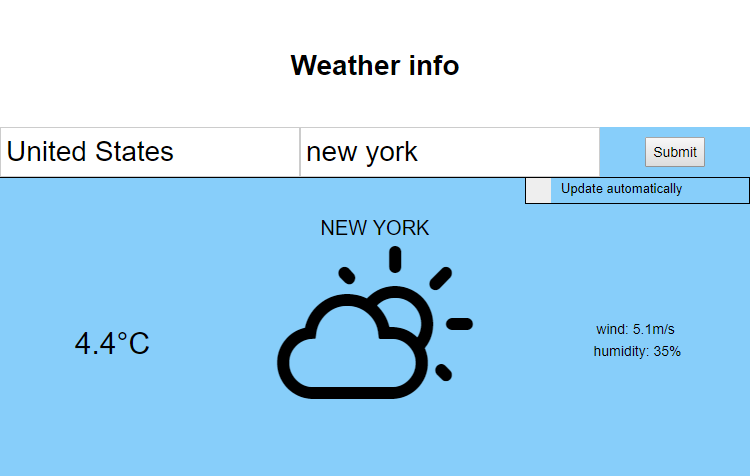 Weather info
United States
new york
Submit
Update automatically
NEW YORK
4.4°C
wind: 5.1m/s
humidity: 35%